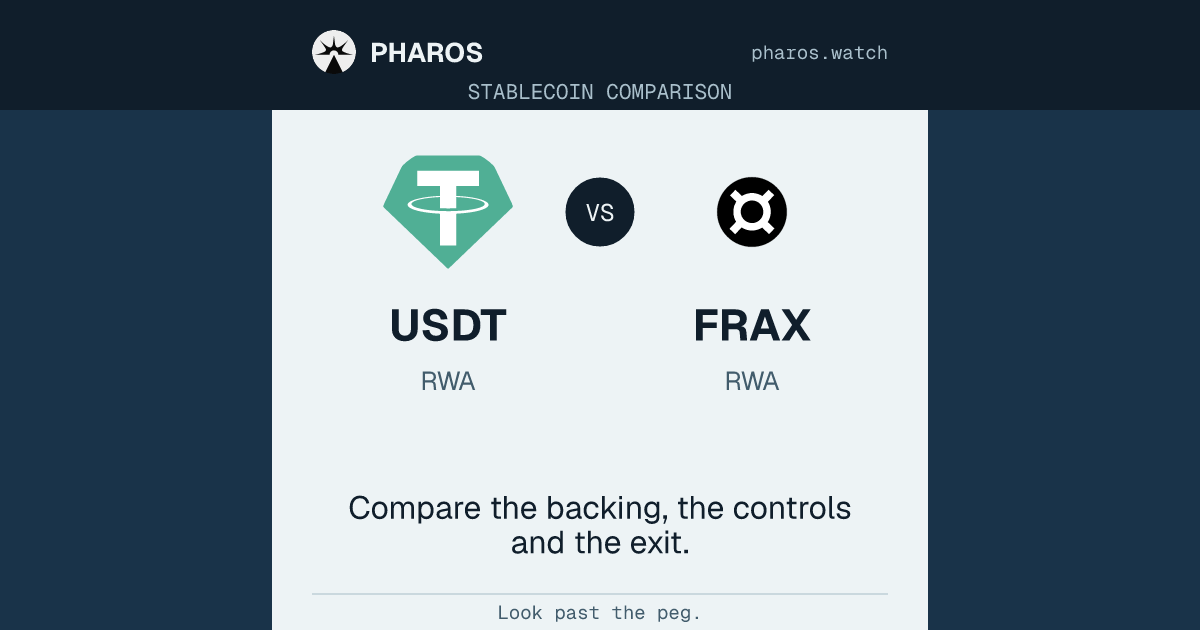 PHAROS
pharos.watch
STABLECOIN COMPARISON
VS
USDT
FRAX
RWA
RWA
Compare the backing, the controls
and the exit.
Look past the peg.